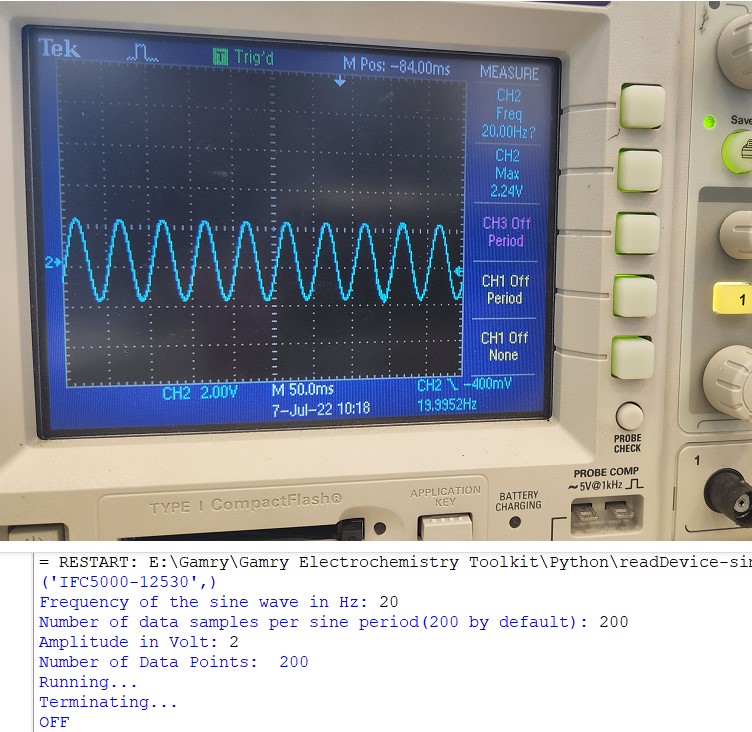 Tek
Trig'd
M Pos: -84.00ms
MEASURE
CH2
Freq
20.00Hz?
CH2
Max
2.24V
CH3 Off
Period
CH1 Off
Period
CH1 Off
None
2
CH2 2.00V
M 50.0ms
CH2 \ -400mV
7-Jul-22 10:18
19.9952Hz
Save
1
PROBE
CHECK
1
PROBE COMP
~5V@1kHz
TYPE I CompactFlash®
APPLICATION
KEY
BATTERY
CHARGING
= RESTART: E:\Gamry\Gamry Electrochemistry Toolkit\Python\readDevice-sin
('IFC5000-12530',)
Frequency of the sine wave in Hz: 20
Number of data samples per sine period(200 by default): 200
Amplitude in Volt: 2
Number of Data Points:  200
Running...
Terminating...
OFF